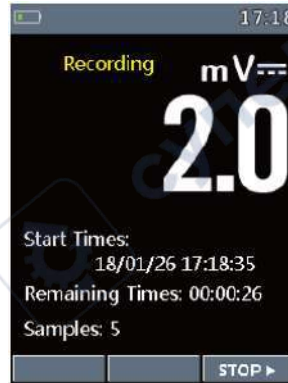 17:18
Recording
mV
2.0
Start Times:
18/01/26 17:18:35
Remaining Times: 00:00:26
Samples: 5
STOP ▶